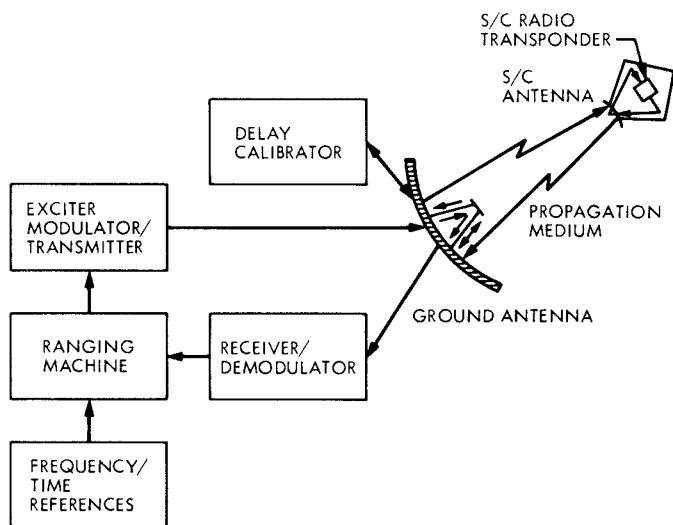 S/C RADIO
TRANSPONDER
S/C
ANTENNA
DELAY
CALIBRATOR
EXCITER
MODULATOR/
TRANSMITTER
PROPAGATION
MEDIUM
GROUND ANTENNA
RANGING
MACHINE
RECEIVER/
DEMODULATOR
FREQUENCY/
TIME
REFERENCES